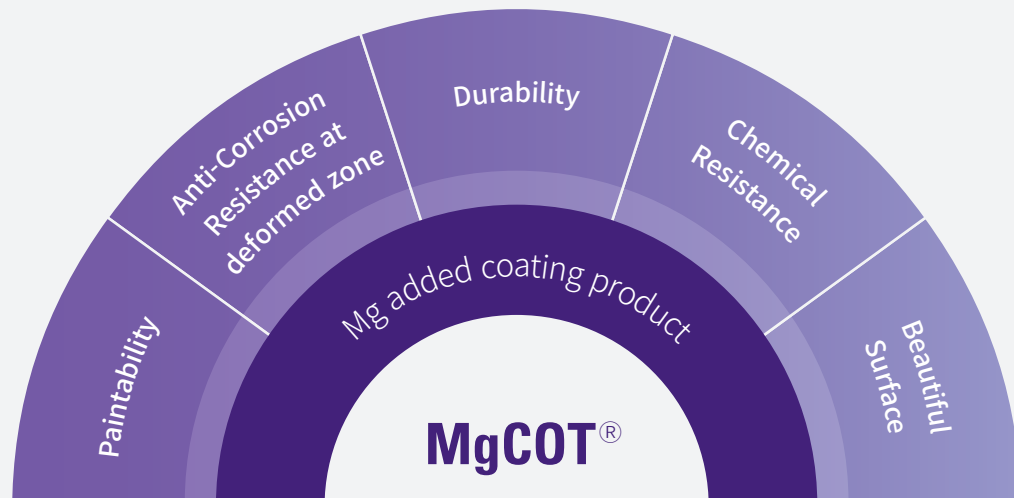 Paintability
Anti-Corrosion
Resistance at
deformed zone
Durability
Chemical
Resistance
Beautiful
Surface
Mg added coating product
MgCOT®